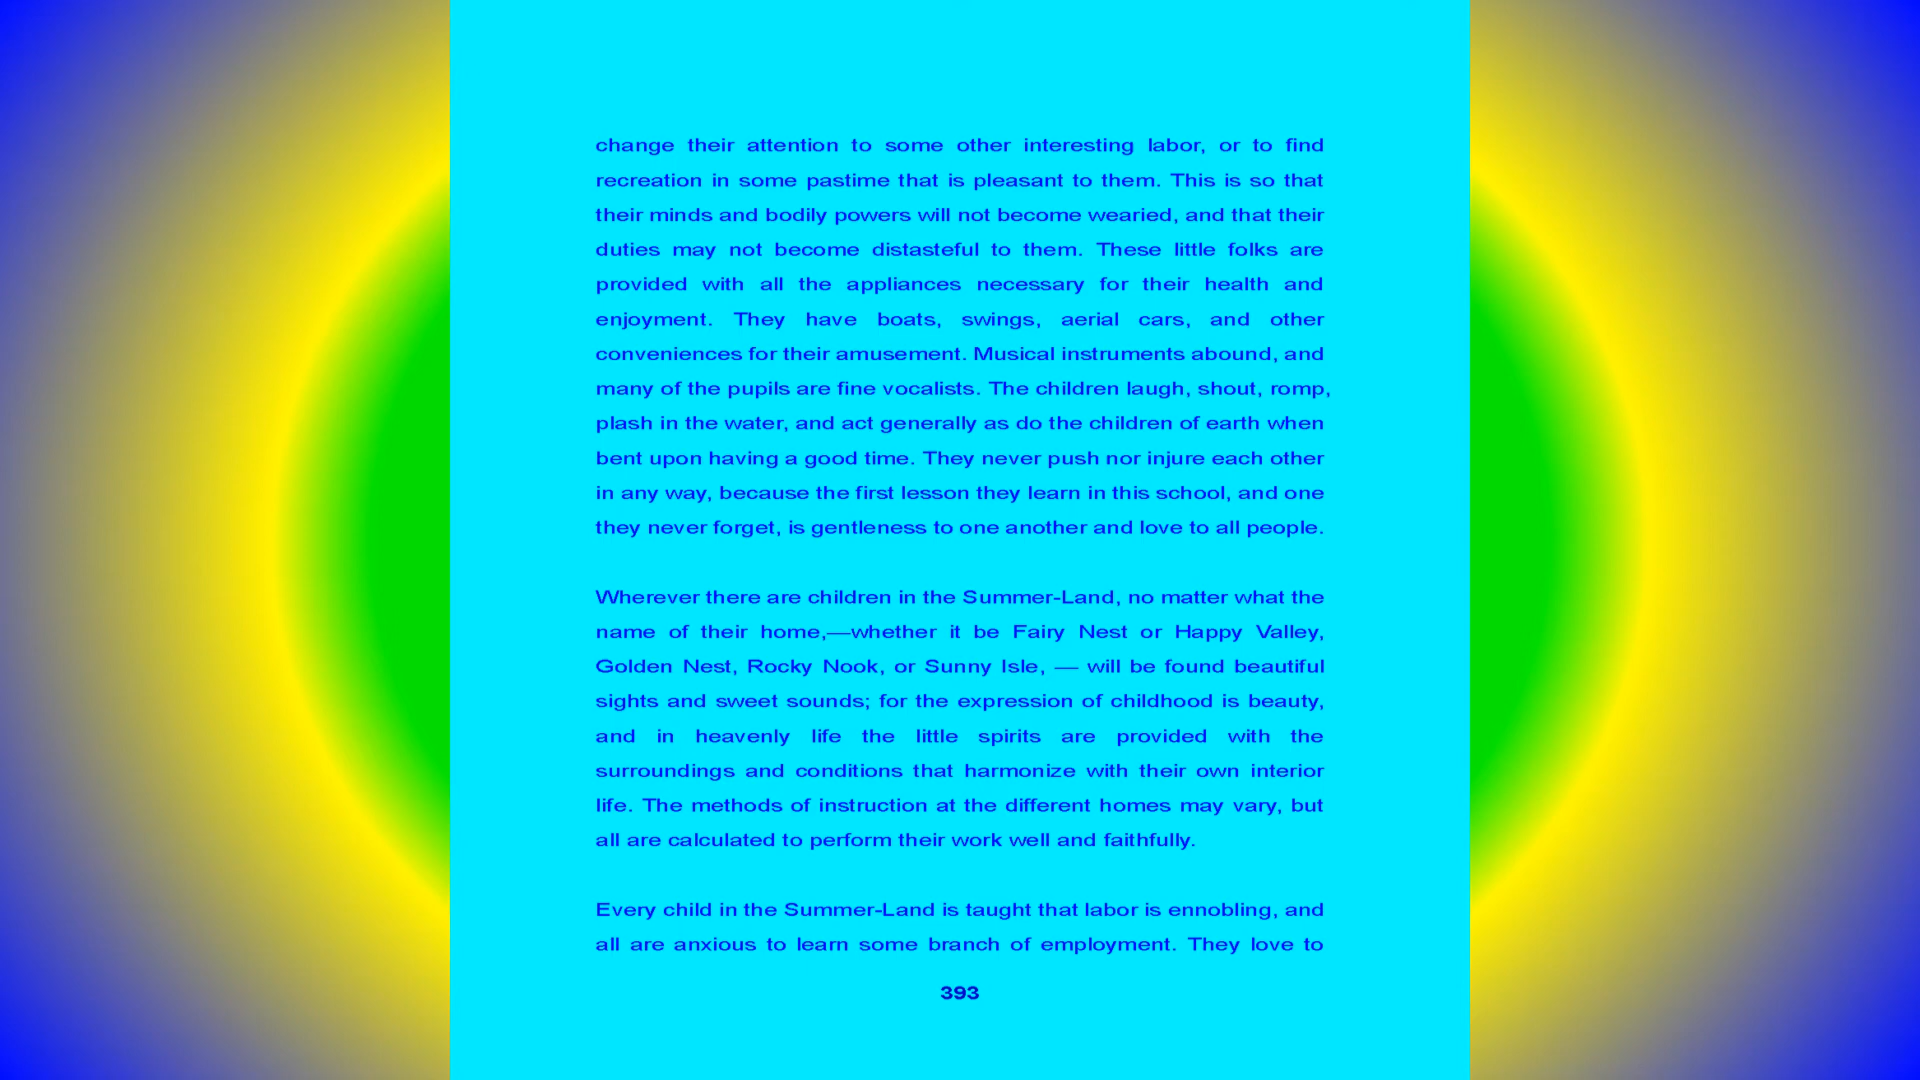 change their attention to some other interesting labor, or to find
recreation in some pastime that is pleasant to them. This is so that
their minds and bodily powers will not become wearied, and that their
duties may not become distasteful to them. These little folks are
provided with all the appliances necessary for their health and
enjoyment. They have boats, swings, aerial cars, and other
conveniences for their amusement. Musical instruments abound, and
many of the pupils are fine vocalists. The children laugh, shout, romp,
plash in the water, and act generally as do the children of earth when
bent upon having a good time. They never push nor injure each other
in any way, because the first lesson they learn in this school, and one
they never forget, is gentleness to one another and love to all people.
Wherever there are children in the Summer-Land, no matter what the
name of their home,—whether it be Fairy Nest or Happy Valley,
Golden Nest, Rocky Nook, or Sunny Isle, — will be found beautiful
sights and sweet sounds; for the expression of childhood is beauty,
and in heavenly life the little spirits are provided with the
surroundings and conditions that harmonize with their own interior
life. The methods of instruction at the different homes may vary, but
all are calculated to perform their work well and faithfully.
Every child in the Summer-Land is taught that labor is ennobling, and
all are anxious to learn some branch of employment. They love to
393